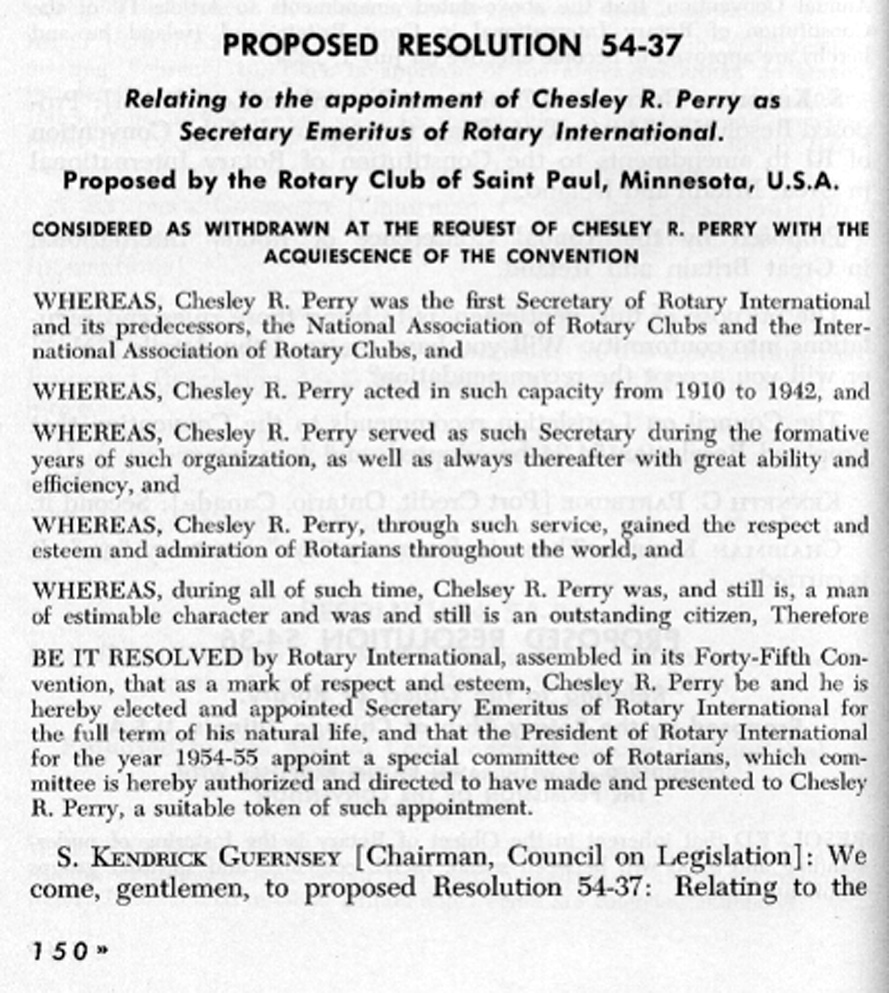 PROPOSED RESOLUTION 54-37
Relating to the appointment of Chesley R. Perry as
Secretary Emeritus of Rotary International.
Proposed by the Rotary Club of Saint Paul, Minnesota, U.S.A.
CONSIDERED AS WITHDRAWN AT THE REQUEST OF CHESLEY R. PERRY WITH THE
ACQUIESCENCE OF THE CONVENTION
WHEREAS, Chesley R. Perry was the first Secretary of Rotary International
and its predecessors, the National Association of Rotary Clubs and the Inter-
national Association of Rotary Clubs, and
WHEREAS, Chesley R. Perry acted in such capacity from 1910 to 1942, and
WHEREAS, Chesley R. Perry served as such Secretary during the formative
years of such organization, as well as always thereafter with great ability and
efficiency, and
WHEREAS, Chesley R. Perry, through such service, gained the respect and
esteem and admiration of Rotarians throughout the world, and
WHEREAS, during all of such time, Chelsey R. Perry was, and still is, a man
of estimable character and was and still is an outstanding citizen, Therefore
BE IT RESOLVED by Rotary International, assembled in its Forty-Fifth Con-
vention, that as a mark of respect and esteem, Chesley R. Perry be and he is
hereby elected and appointed Secretary Emeritus of Rotary International for
the full term of his natural life, and that the President of Rotary International
for the year 1954-55 appoint a special committee of Rotarians, which com-
mittee is hereby authorized and directed to have made and presented to Chesley
R. Perry, a suitable token of such appointment.
S. KENDRICK GUERNSEY [Chairman, Council on Legislation]: We
come, gentlemen, to proposed Resolution 54-37: Relating to the
150»